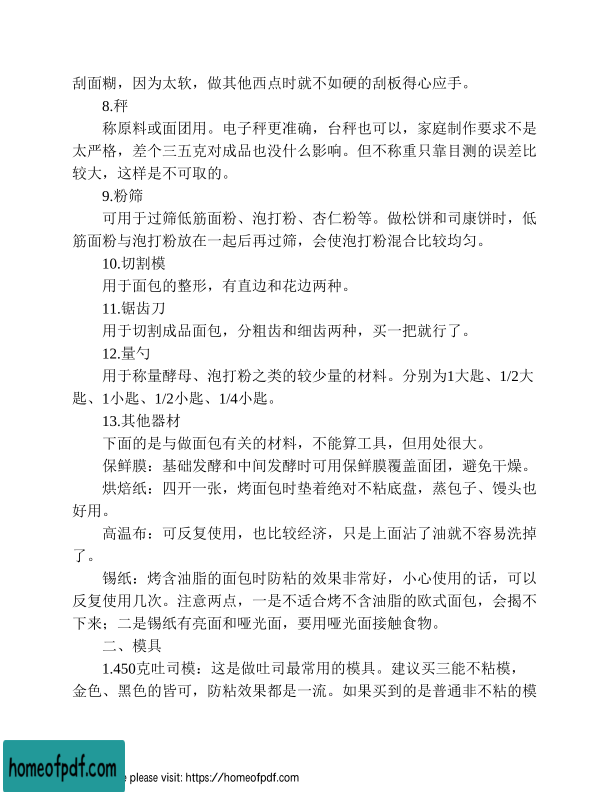 刮面糊，因为太软，做其他西点时就不如硬的刮板得心应手。
8.秤
称原料或面团用。电子秤更准确，台秤也可以，家庭制作要求不是
太严格，差个三五克对成品也没什么影响。但不称重只靠目测的误差比
较大，这样是不可取的。
9.粉筛
可用于过筛低筋面粉、泡打粉、杏仁粉等。做松饼和司康饼时，低
筋面粉与泡打粉放在一起后再过筛，会使泡打粉混合比较均匀。
10.切割模
用于面包的整形，有直边和花边两种。
11.锯齿刀
用于切割成品面包，分粗齿和细齿两种，买一把就行了。
12.量勺
用于称量酵母、泡打粉之类的较少量的材料。分别为1大匙、1/2大
匙、1小匙、1/2小匙、1/4小匙。
13.其他器材
下面的是与做面包有关的材料，不能算工具，但用处很大。
保鲜膜：基础发酵和中间发酵时可用保鲜膜覆盖面团，避免干燥。
烘焙纸：四开一张，烤面包时垫着绝对不粘底盘，蒸包子、馒头也
好用。
高温布：可反复使用，也比较经济，只是上面沾了油就不容易洗掉
了。
锡纸：烤含油脂的面包时防粘的效果非常好，小心使用的话，可以
反复使用几次。注意两点，一是不适合烤不含油脂的欧式面包，会揭不
下来；二是锡纸有亮面和哑光面，要用哑光面接触食物。
二、模具
1.450克吐司模：这是做吐司最常用的模具。建议买三能不粘模，
金色、黑色的皆可，防粘效果都是一流。如果买到的是普通非不粘的模
homeofpdf.com
please visit: https://homeofpdf.com